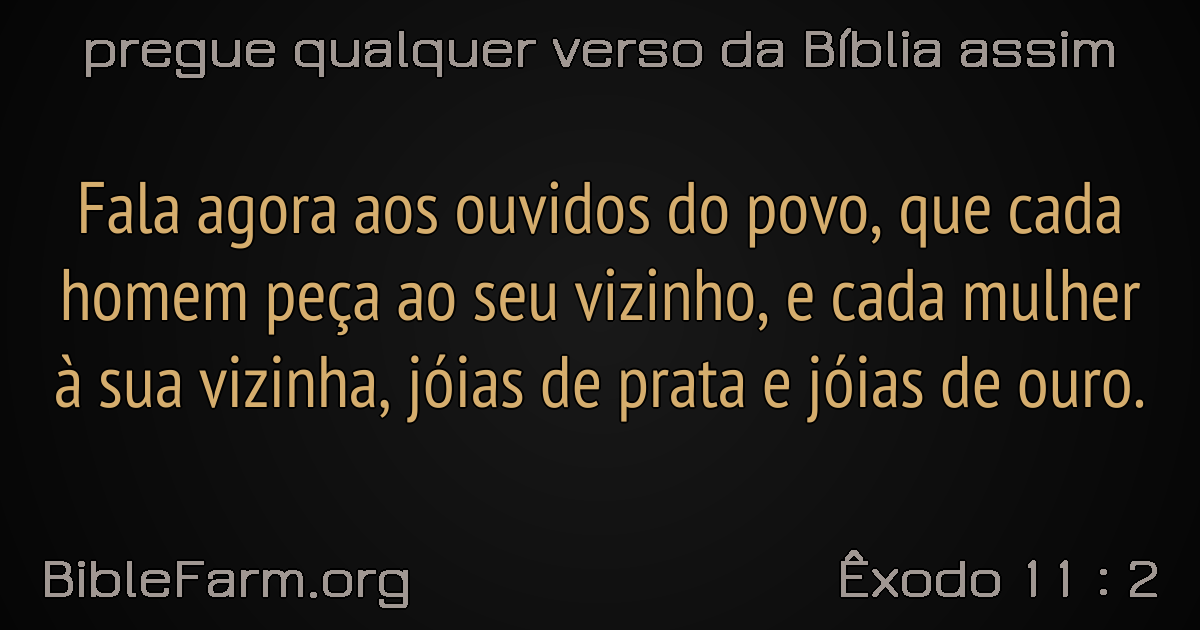 pregue qualquer verso da Bíblia assim
Fala agora aos ouvidos do povo, que cada
homem peça ao seu vizinho, e cada mulher
à sua vizinha, jóias de prata e jóias de ouro.
BibleFarm.org
Êxodo 11 : 2